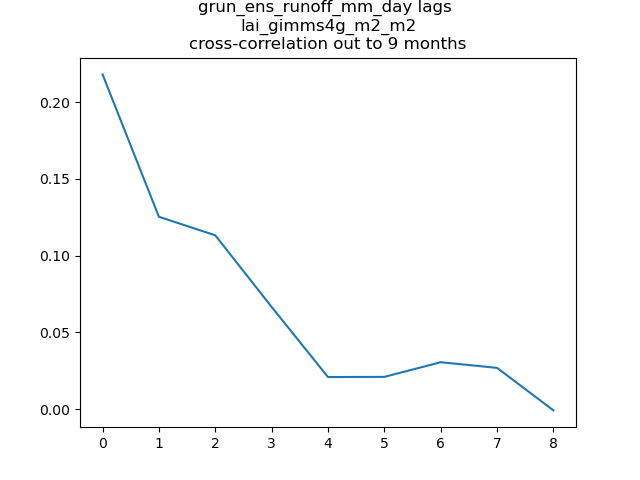 grun_ens_runoff_mm_day lags
lai_gimms4g_m2_m2
cross-correlation out to 9 months
0.20
0.15
0.10
0.05
0.00
0 1 2 3 4 5 6 7 8